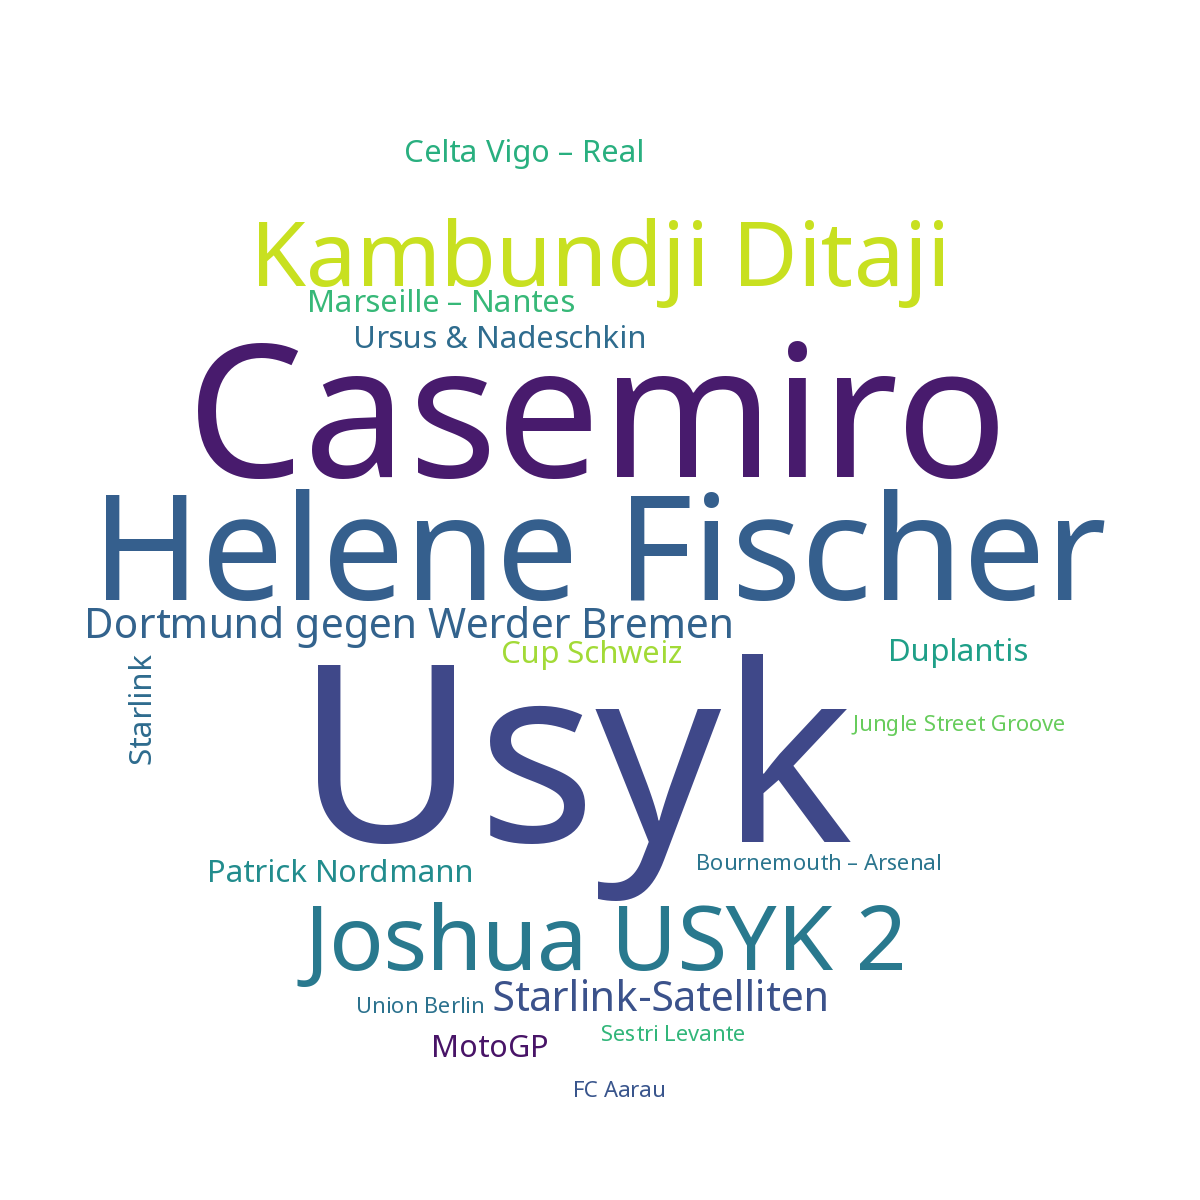 Celta Vigo – Real
Kambundji Ditaji
Marseille – Nantes
Ursus & Nadeschkin
Casemiro
Helene Fischer
Dortmund gegen Werder Bremen
Cup Schweiz
Duplantis
Starlink
Usyk
Jungle Street Groove
Patrick Nordmann
Bournemouth – Arsenal
Joshua USYK 2
Starlink-Satelliten
Union Berlin
Sestri Levante
MotoGP
FC Aarau